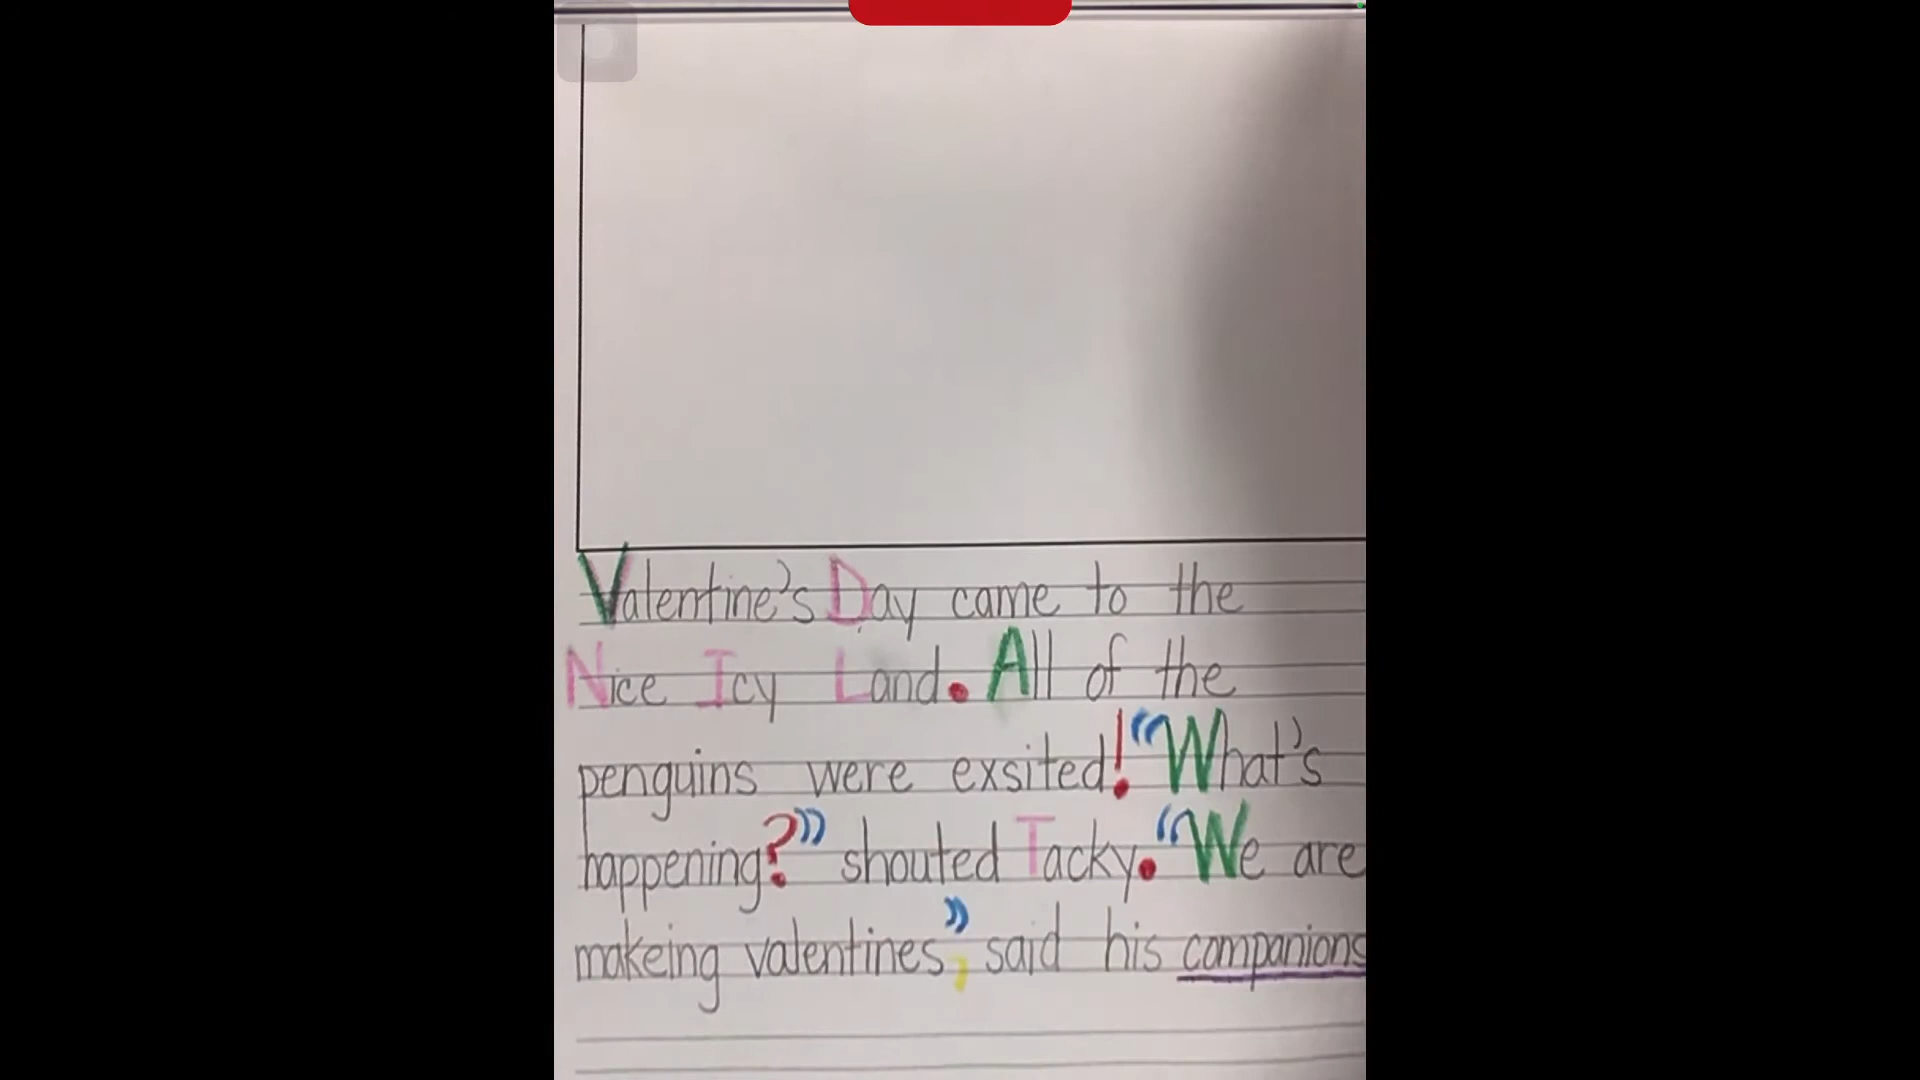 Valentine's Day came to the
Nice Icy Land. All of the
penguins were exsited! "What's
happening?" shouted Tacky. "We are
makeing valentines," said his companions